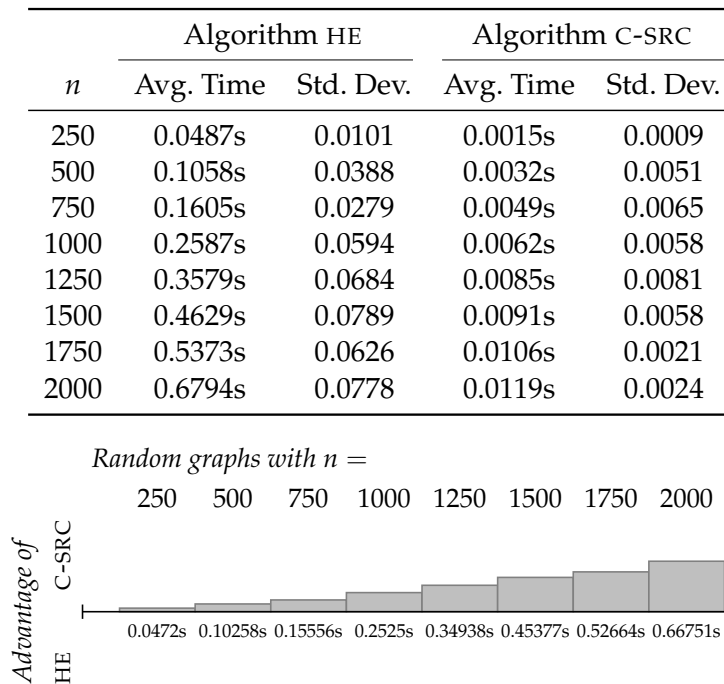 Algorithm HE Algorithm C-SRC
n Avg. Time Std. Dev. Avg. Time Std. Dev.
250 0.0487s 0.0101 0.0015s 0.0009
500 0.1058s 0.0388 0.0032s 0.0051
750 0.1605s 0.0279 0.0049s 0.0065
1000 0.2587s 0.0594 0.0062s 0.0058
1250 0.3579s 0.0684 0.0085s 0.0081
1500 0.4629s 0.0789 0.0091s 0.0058
1750 0.5373s 0.0626 0.0106s 0.0021
2000 0.6794s 0.0778 0.0119s 0.0024
Random graphs with n =
250 500 750 1000 1250 1500 1750 2000
Advantage of
C-SRC
HE
0.0472s 0.10258s 0.15556s 0.2525s 0.34938s 0.45377s 0.52664s 0.66751s